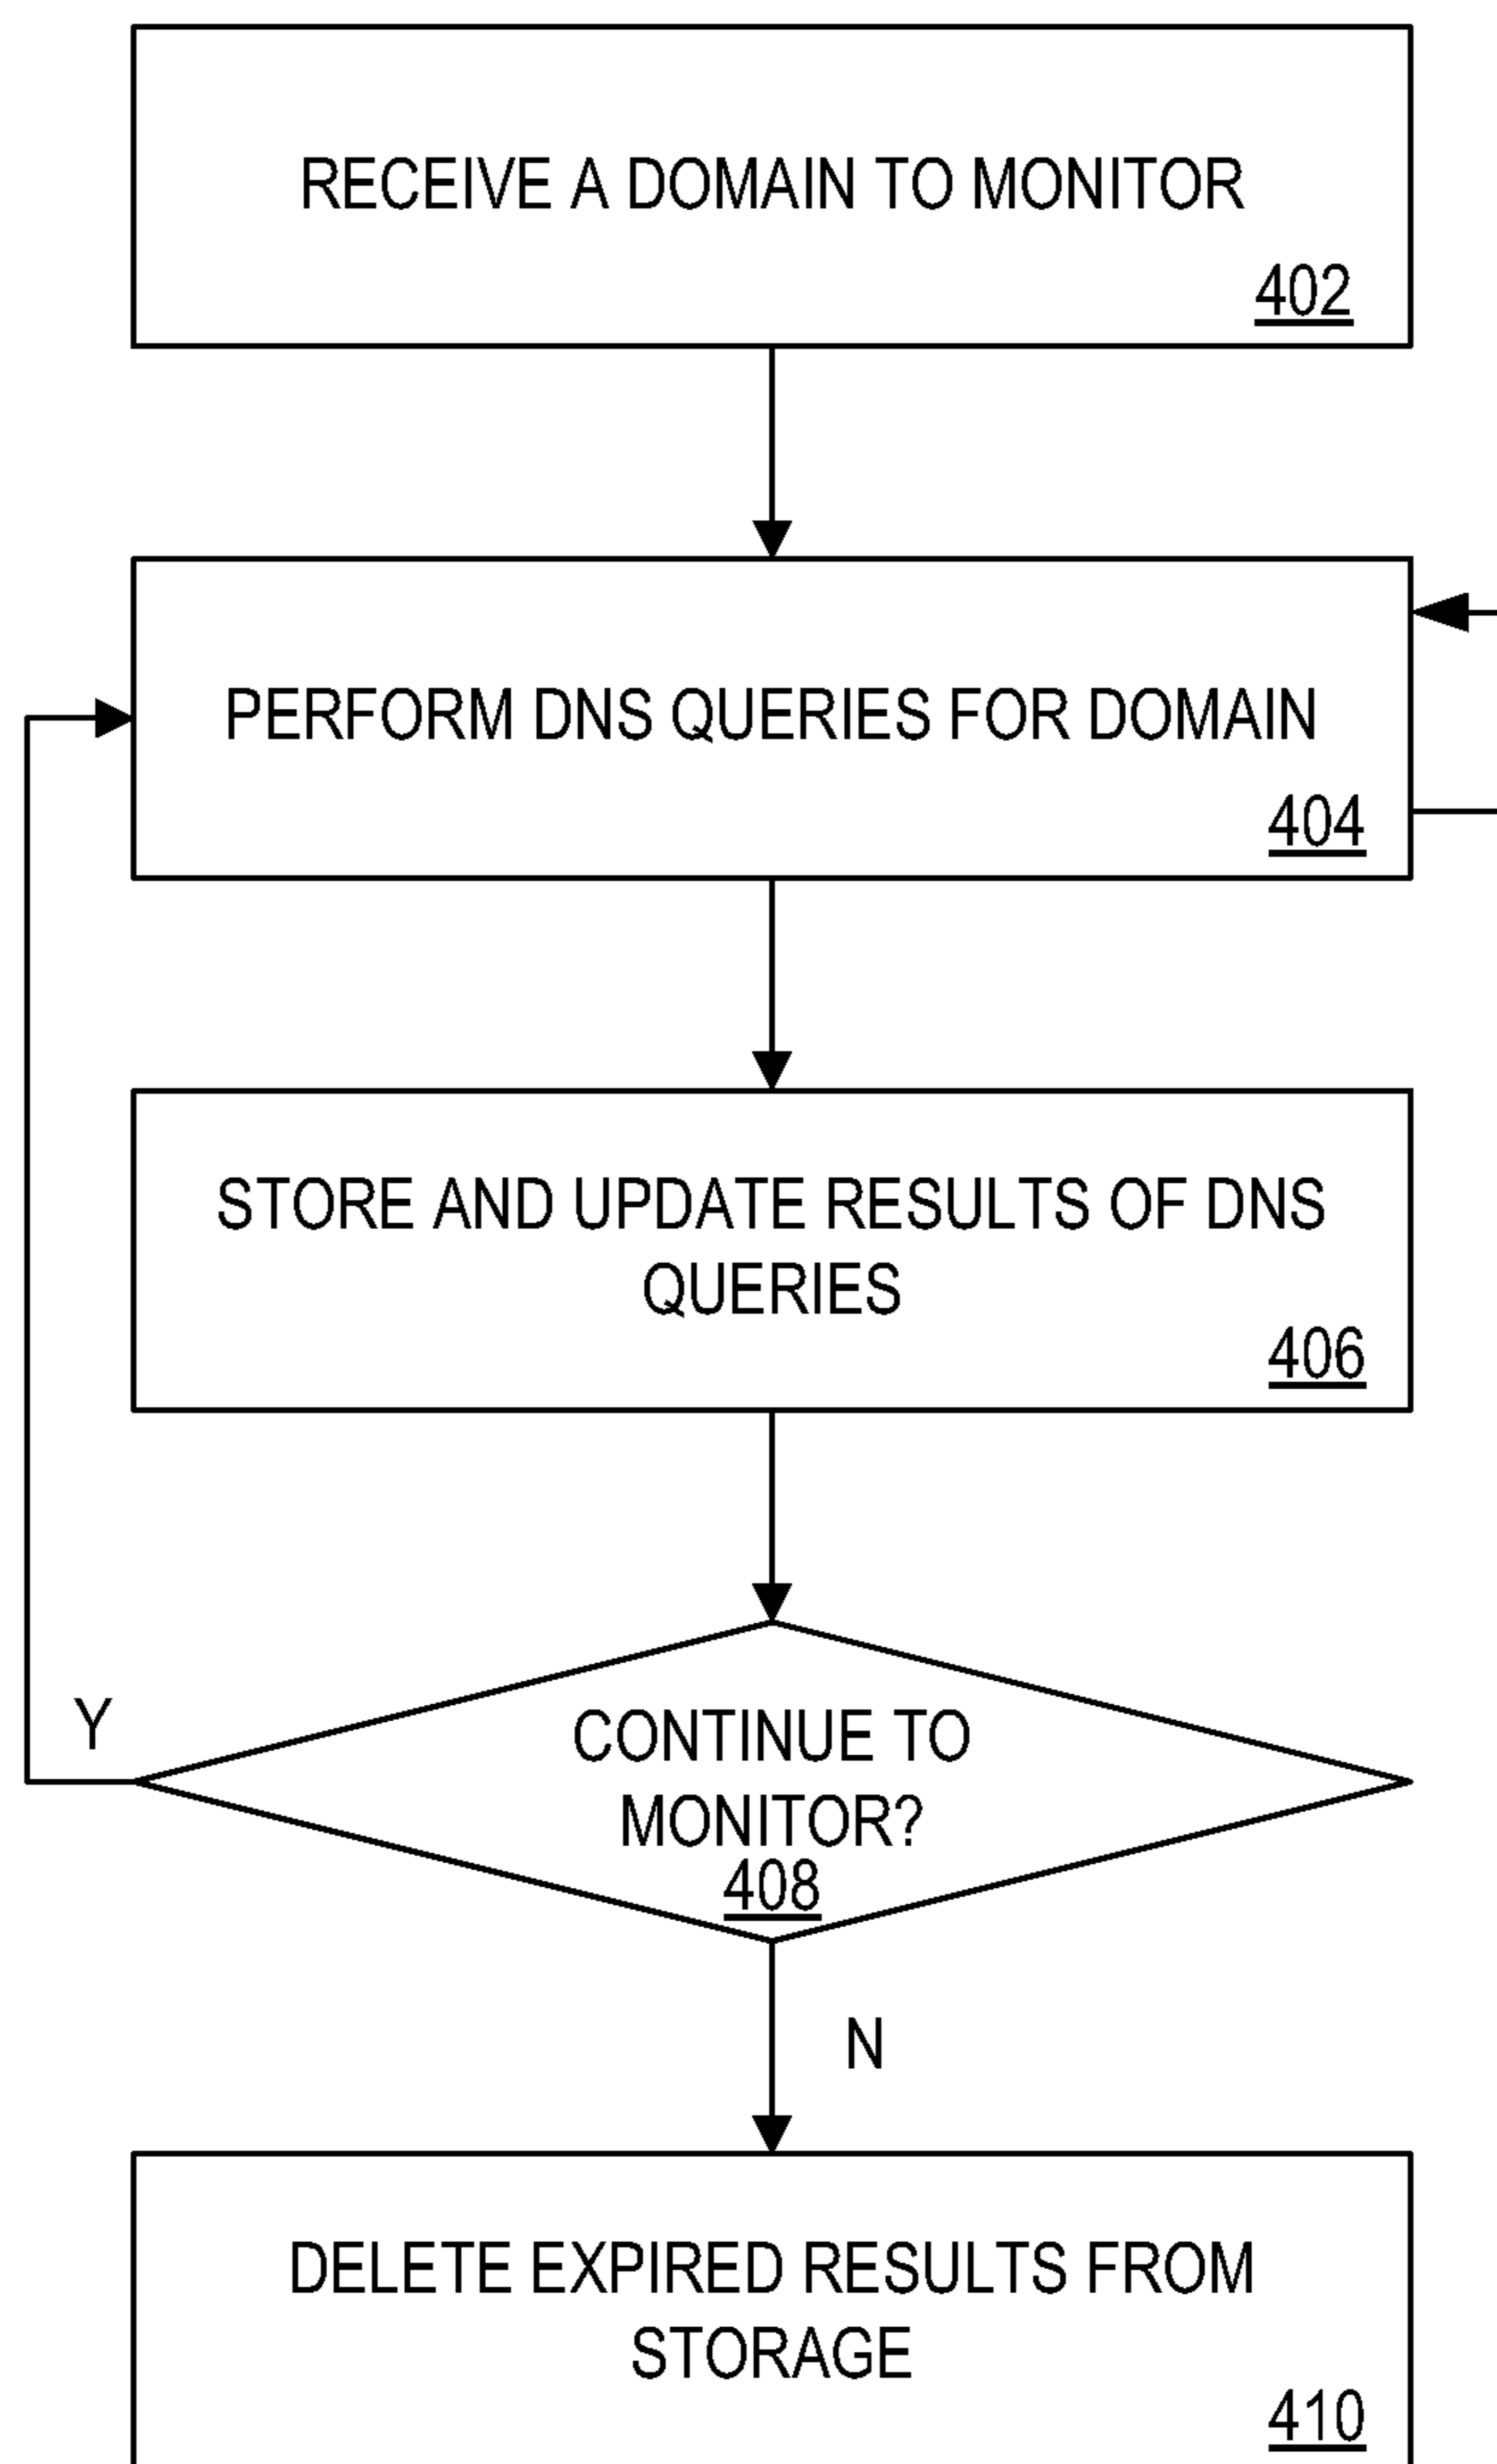 RECEIVE A DOMAIN TO MONITOR
402
PERFORM DNS QUERIES FOR DOMAIN
404
STORE AND UPDATE RESULTS OF DNS
QUERIES
406
Y
CONTINUE TO
MONITOR?
408
N
DELETE EXPIRED RESULTS FROM
STORAGE
410